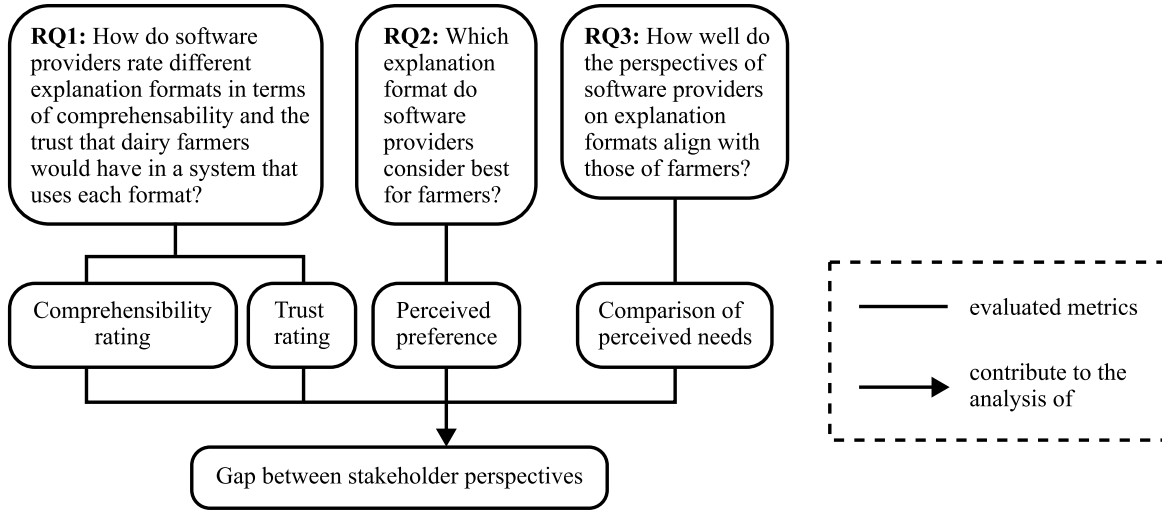 RQ1: How do software
providers rate different
explanation formats in terms
of comprehensability and the
trust that dairy farmers
would have in a system that
uses each format?
RQ2: Which
explanation
format do
software
providers
consider best
for farmers?
RQ3: How well do
the perspectives of
software providers
on explanation
formats align with
those of farmers?
Comprehensibility
rating
Trust
rating
Perceived
preference
Comparison of
perceived needs
Gap between stakeholder perspectives
evaluated metrics
contribute to the
analysis of